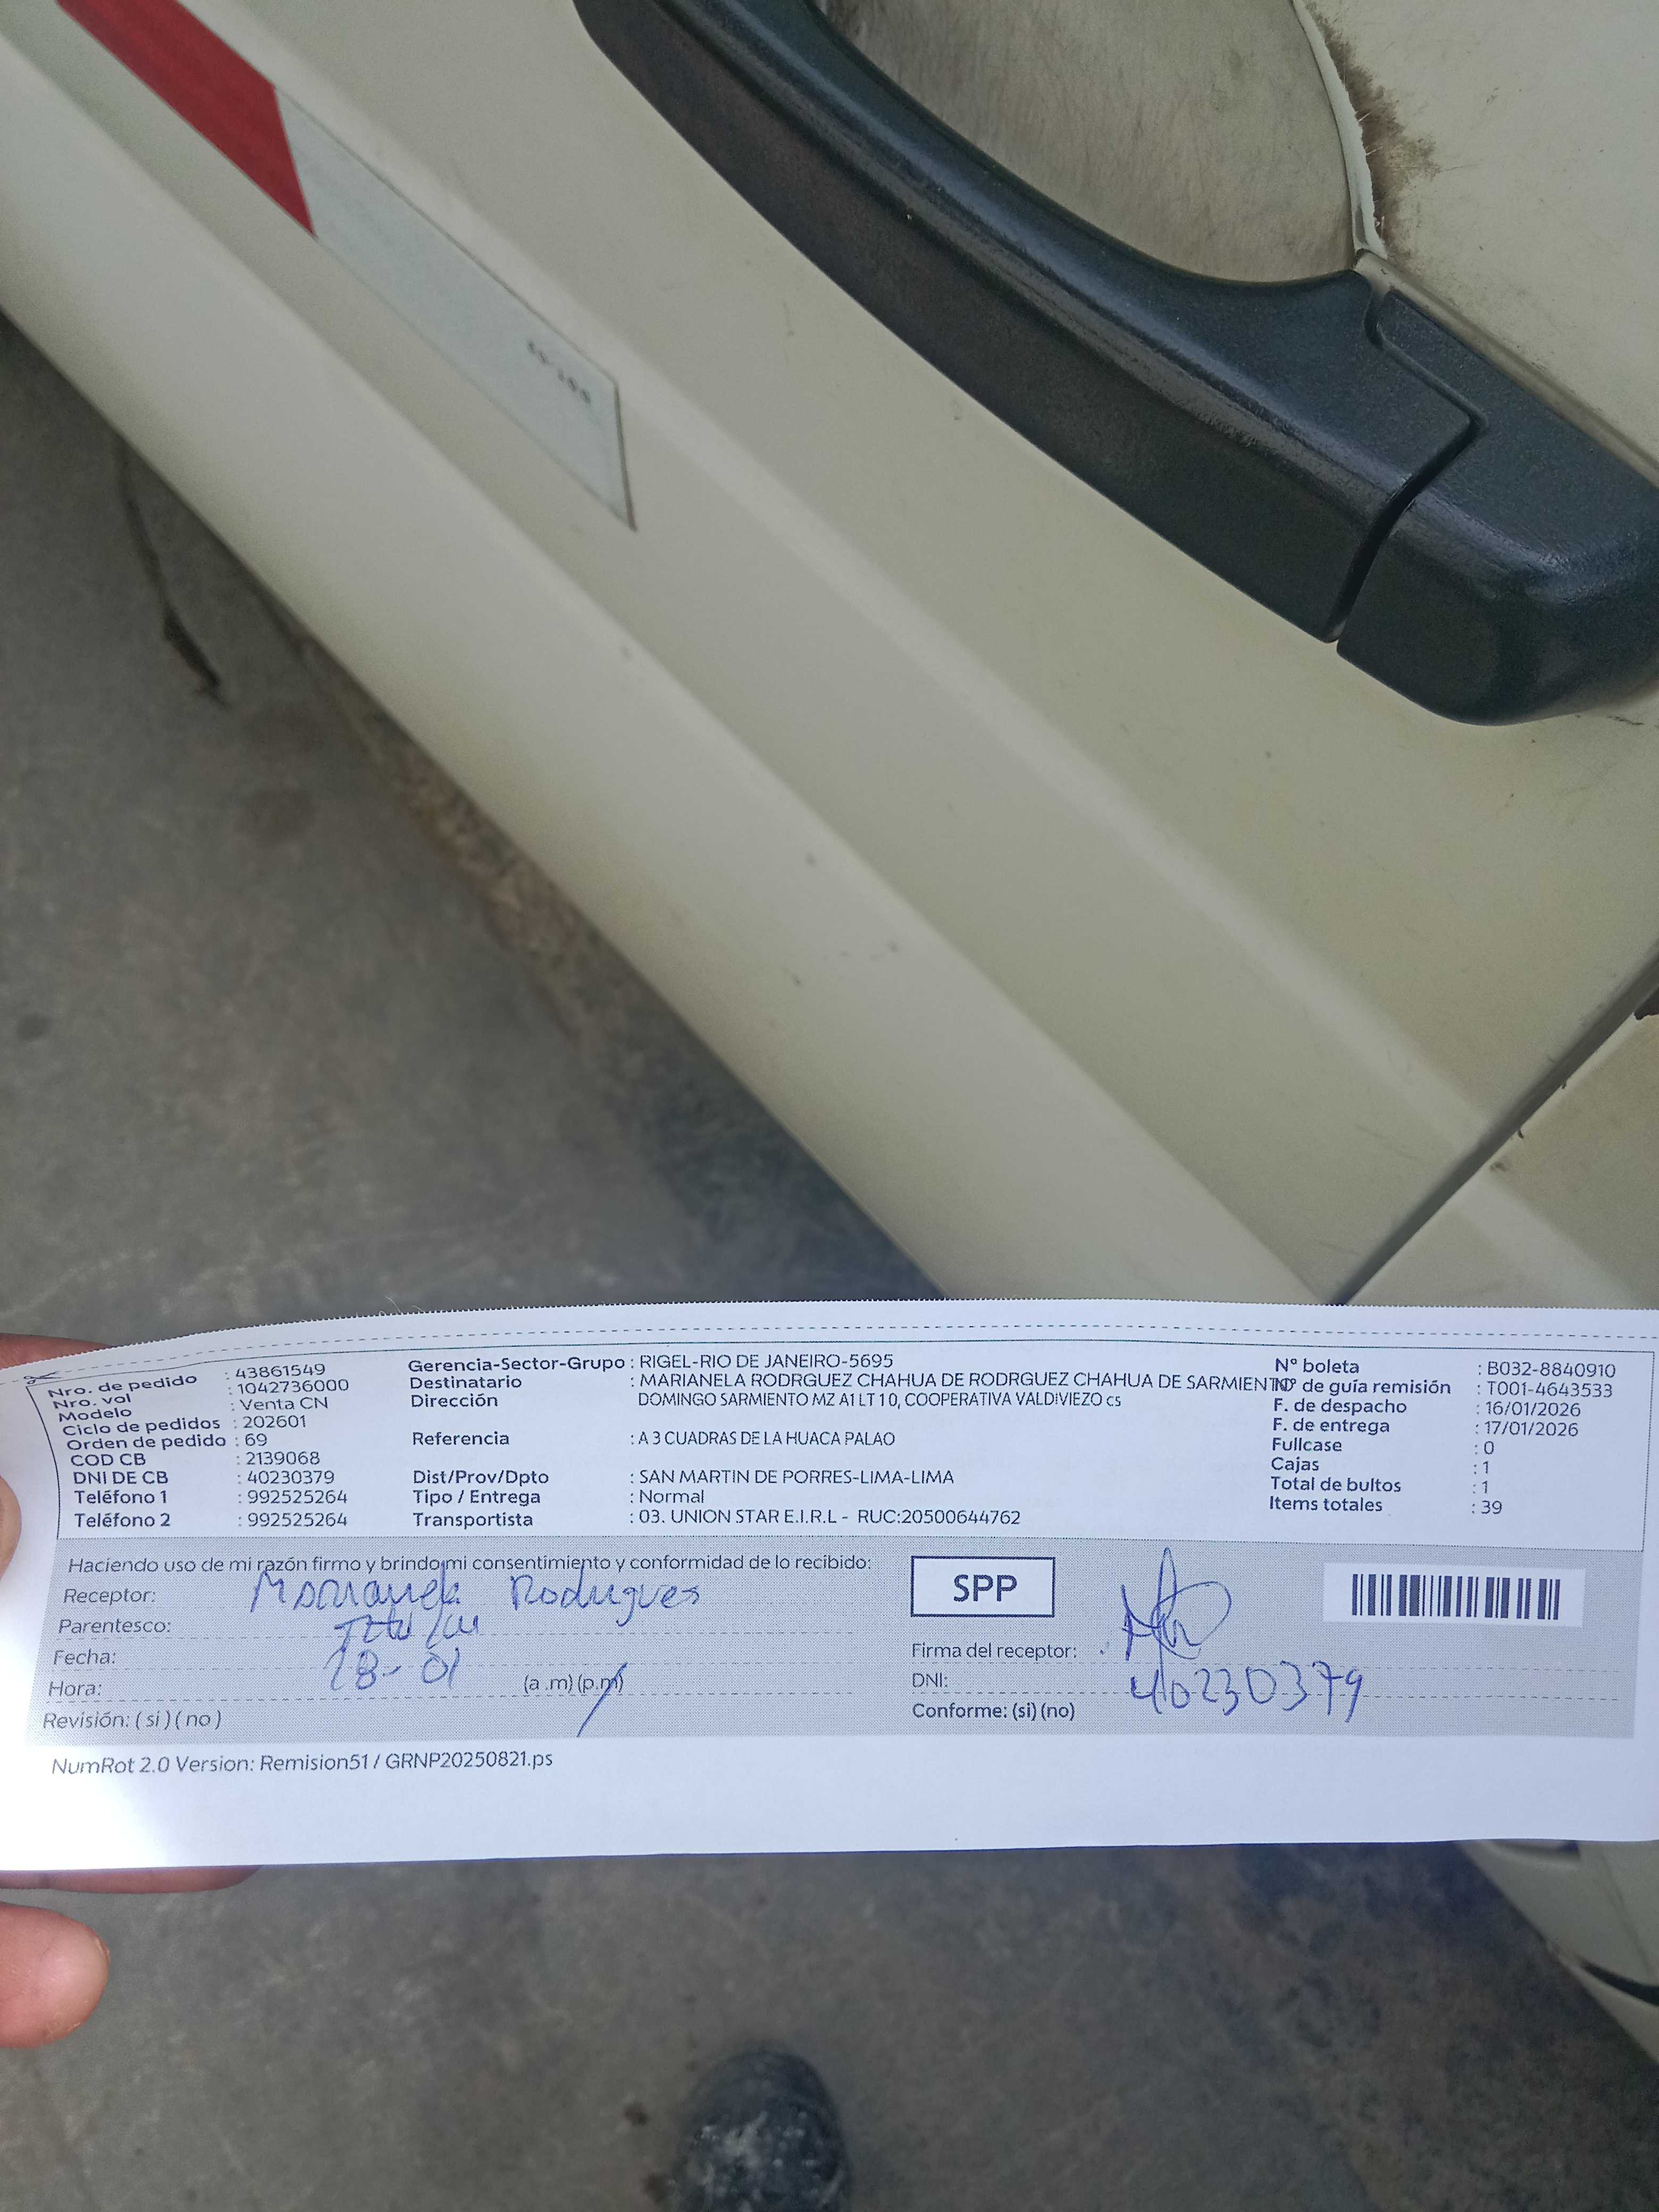 Nro. de pedido : 43861549
Nro. vol : 1042736000
Modelo : Venta CN
Ciclo de pedidos : 202601
Orden de pedido : 69
COD CB : 2139068
DNI DE CB : 40230379
Teléfono 1 : 992525264
Teléfono 2 : 992525264
Gerencia-Sector-Grupo : RIGEL-RIO DE JANEIRO-5695
Destinatario : MARIANELA RODRGUEZ CHAHUA DE RODRGUEZ CHAHUA DE SARMIENTO
Dirección : DOMINGO SARMIENTO MZ A1 LT 10, COOPERATIVA VALDIVIEZO cs
Referencia : A 3 CUADRAS DE LA HUACA PALAO
Dist/Prov/Dpto : SAN MARTIN DE PORRES-LIMA-LIMA
Tipo / Entrega : Normal
Transportista : 03. UNION STAR E.I.R.L - RUC:20500644762
N° boleta : B032-8840910
N° de guía remisión : T001-4643533
F. de despacho : 16/01/2026
F. de entrega : 17/01/2026
Fullcase : 0
Cajas : 1
Total de bultos : 1
Items totales : 39
Haciendo uso de mi razón firmo y brindo mi consentimiento y conformidad de lo recibido:
Receptor: Marianela Rodrigues
Parentesco: Titular
Fecha: 18-01
Hora: (a .m) (p.m)
Revisión: ( si ) ( no )
SPP
Firma del receptor:
DNI: 40230379
Conforme: (si) (no)
NumRot 2.0 Version: Remision51 / GRNP20250821.ps